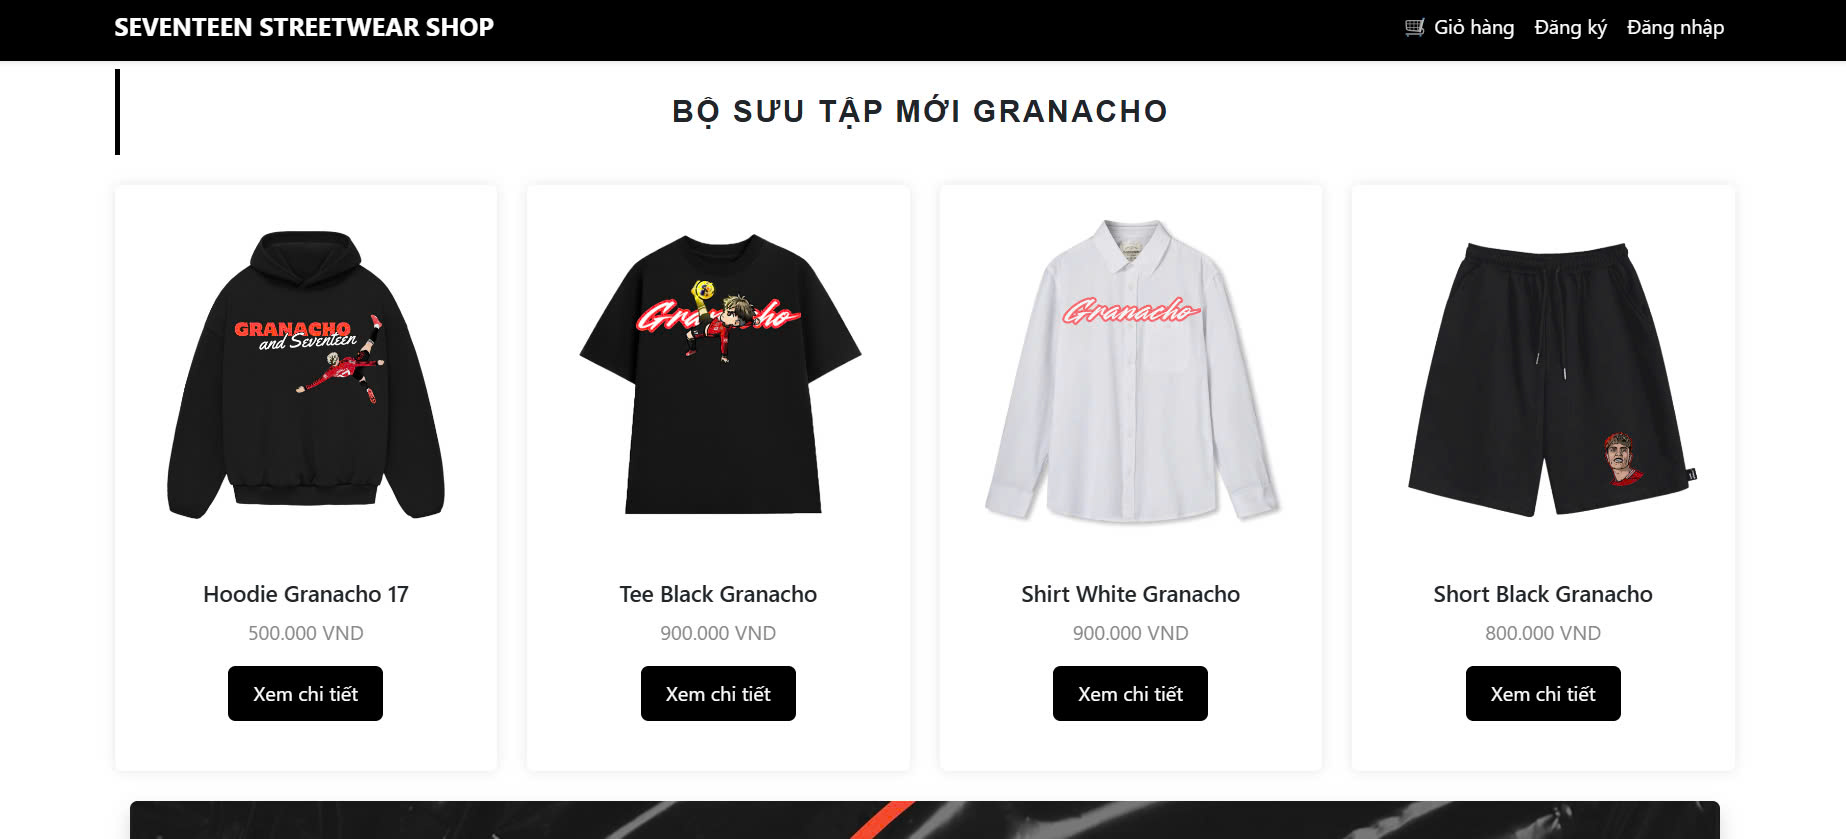 SEVENTEEN STREETWEAR SHOP
Giỏ hàng Đăng ký Đăng nhập
BỘ SƯU TẬP MỚI GRANACHO
GRANACHO
and Seventeen
Granacho
Hoodie Granacho 17
500.000 VND
Xem chi tiết
Tee Black Granacho
900.000 VND
Xem chi tiết
Shirt White Granacho
900.000 VND
Xem chi tiết
Short Black Granacho
800.000 VND
Xem chi tiết